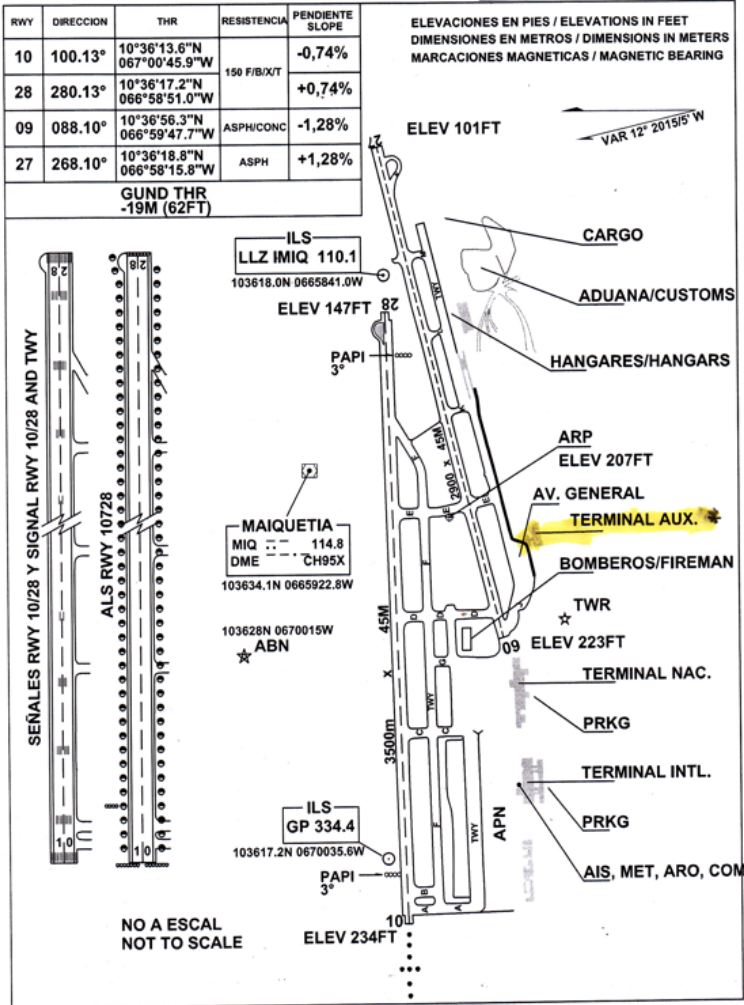 RWY DIRECCION THR RESISTENCIA PENDIENTE SLOPE
10 100.13° 10°36'13.6"N 067°00'45.9"W 150 F/B/X/T -0,74%
28 280.13° 10°36'17.2"N 066°58'51.0"W +0,74%
09 088.10° 10°36'56.3"N 066°59'47.7"W ASPH/CONC -1,28%
27 268.10° 10°36'18.8"N 066°58'15.8"W ASPH +1,28%
GUND THR
-19M (62FT)
ELEVACIONES EN PIES / ELEVATIONS IN FEET
DIMENSIONES EN METROS / DIMENSIONS IN METERS
MARCACIONES MAGNETICAS / MAGNETIC BEARING
VAR 12° 2015/5' W
27
ELEV 101FT
CARGO
ADUANA/CUSTOMS
HANGARES/HANGARS
ILS
LLZ IMIQ 110.1
103618.0N 0665841.0W
ELEV 147FT
28
PAPI
3°
TWY
45M
2900 X
ARP
ELEV 207FT
AV. GENERAL
TERMINAL AUX.
BOMBEROS/FIREMAN
TWR
09
ELEV 223FT
MAIQUETIA
MIQ 114.8
DME CH95X
103634.1N 0665922.8W
103628N 0670015W
ABN
45M
X
3500m
E
E
E
F
F
D
D
G
C
C
TWY
TERMINAL NAC.
PRKG
TERMINAL INTL.
PRKG
AIS, MET, ARO, COM
APN
TWY
F
ILS
GP 334.4
103617.2N 0670035.6W
PAPI
3°
B
A
A
10
ELEV 234FT
SEÑALES RWY 10/28 Y SIGNAL RWY 10/28 AND TWY
28
10
ALS RWY 10728
28
10
NO A ESCAL
NOT TO SCALE